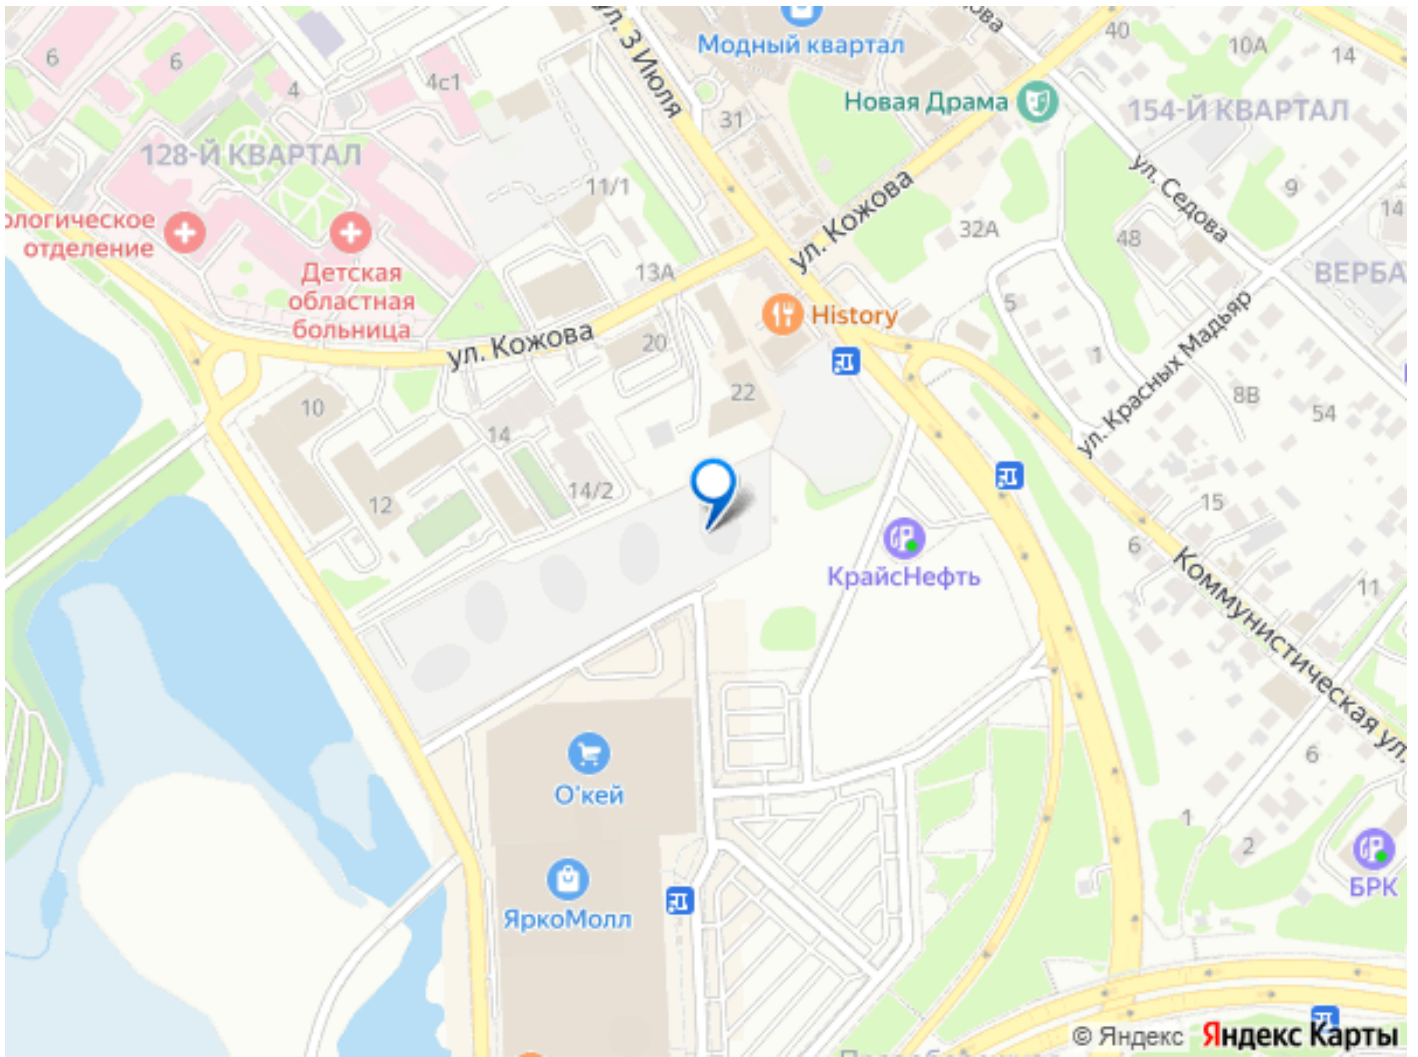 6
6
4
4с1
128-Й КВАРТАЛ
ологическое
отделение
Детская
областная
больница
ул. 3 Июля
Модный квартал
31
11/1
13А
Новая Драма
40
10А
14
154-Й КВАРТАЛ
ул. Седова
9
14
ул. Кожова
32А
48
ВЕРБА
History
5
1
ул. Красных Мадьяр
8В
54
ул. Кожова
20
22
10
14
12
14/2
КрайсНефть
15
6
11
Коммунистическая ул.
6
1
2
БРК
О'кей
ЯркоМолл
© Яндекс Яндекс Карты